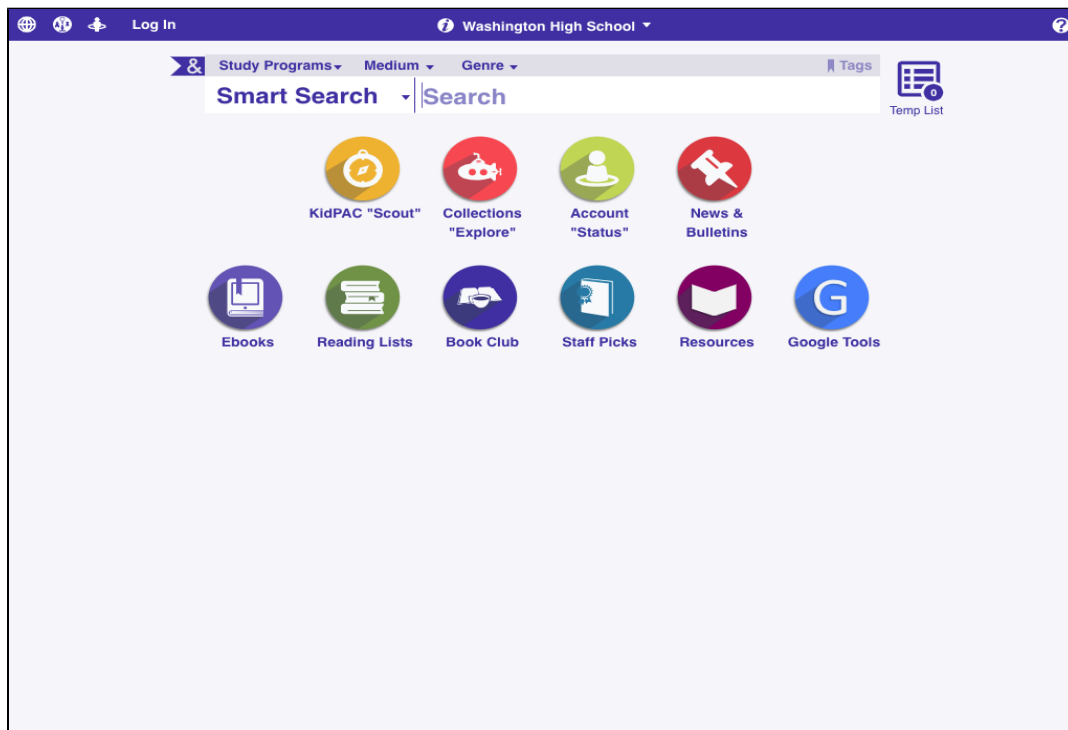 Log In
Washington High School
?
&
Study Programs
Medium
Genre
Tags
Smart Search
Search
0
Temp List
KidPAC "Scout"
Collections
"Explore"
Account
"Status"
News &
Bulletins
G
Ebooks
Reading Lists
Book Club
Staff Picks
Resources
Google Tools